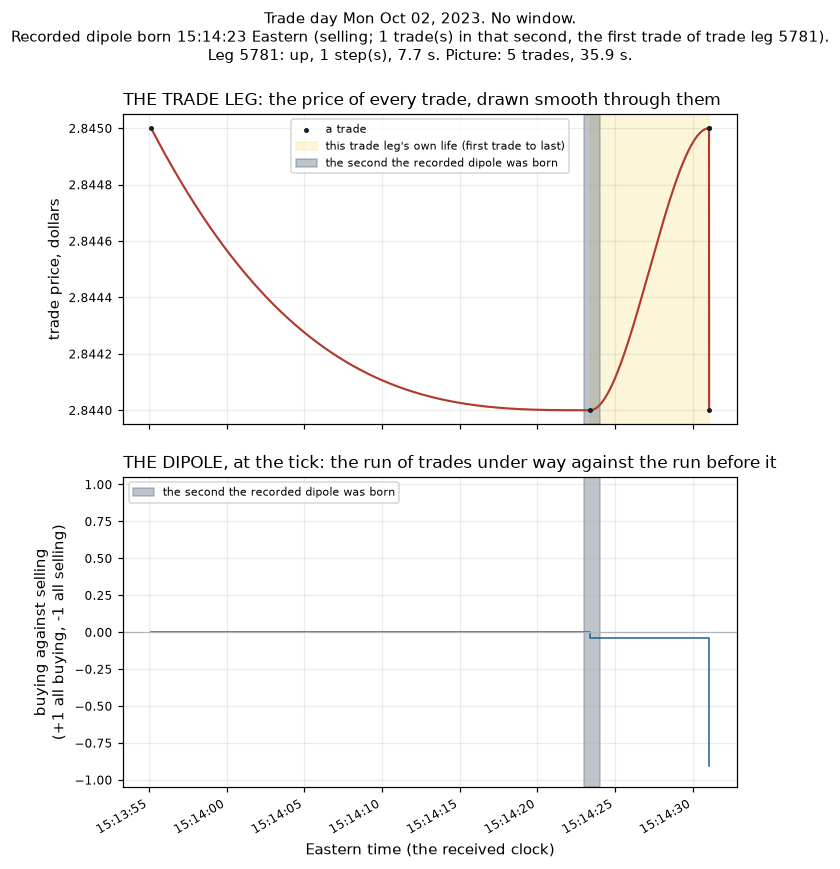 Trade day Mon Oct 02, 2023. No window.
Recorded dipole born 15:14:23 Eastern (selling; 1 trade(s) in that second, the first trade of trade leg 5781).
Leg 5781: up, 1 step(s), 7.7 s. Picture: 5 trades, 35.9 s.
THE TRADE LEG: the price of every trade, drawn smooth through them
a trade
this trade leg's own life (first trade to last)
the second the recorded dipole was born
2.8450
2.8448
2.8446
2.8444
2.8442
2.8440
trade price, dollars
THE DIPOLE, at the tick: the run of trades under way against the run before it
the second the recorded dipole was born
1.00
0.75
0.50
0.25
0.00
−0.25
−0.50
−0.75
−1.00
buying against selling
(+1 all buying, -1 all selling)
15:13:55
15:14:00
15:14:05
15:14:10
15:14:15
15:14:20
15:14:25
15:14:30
Eastern time (the received clock)